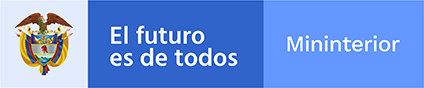 El futuro
es de todos
Mininterior